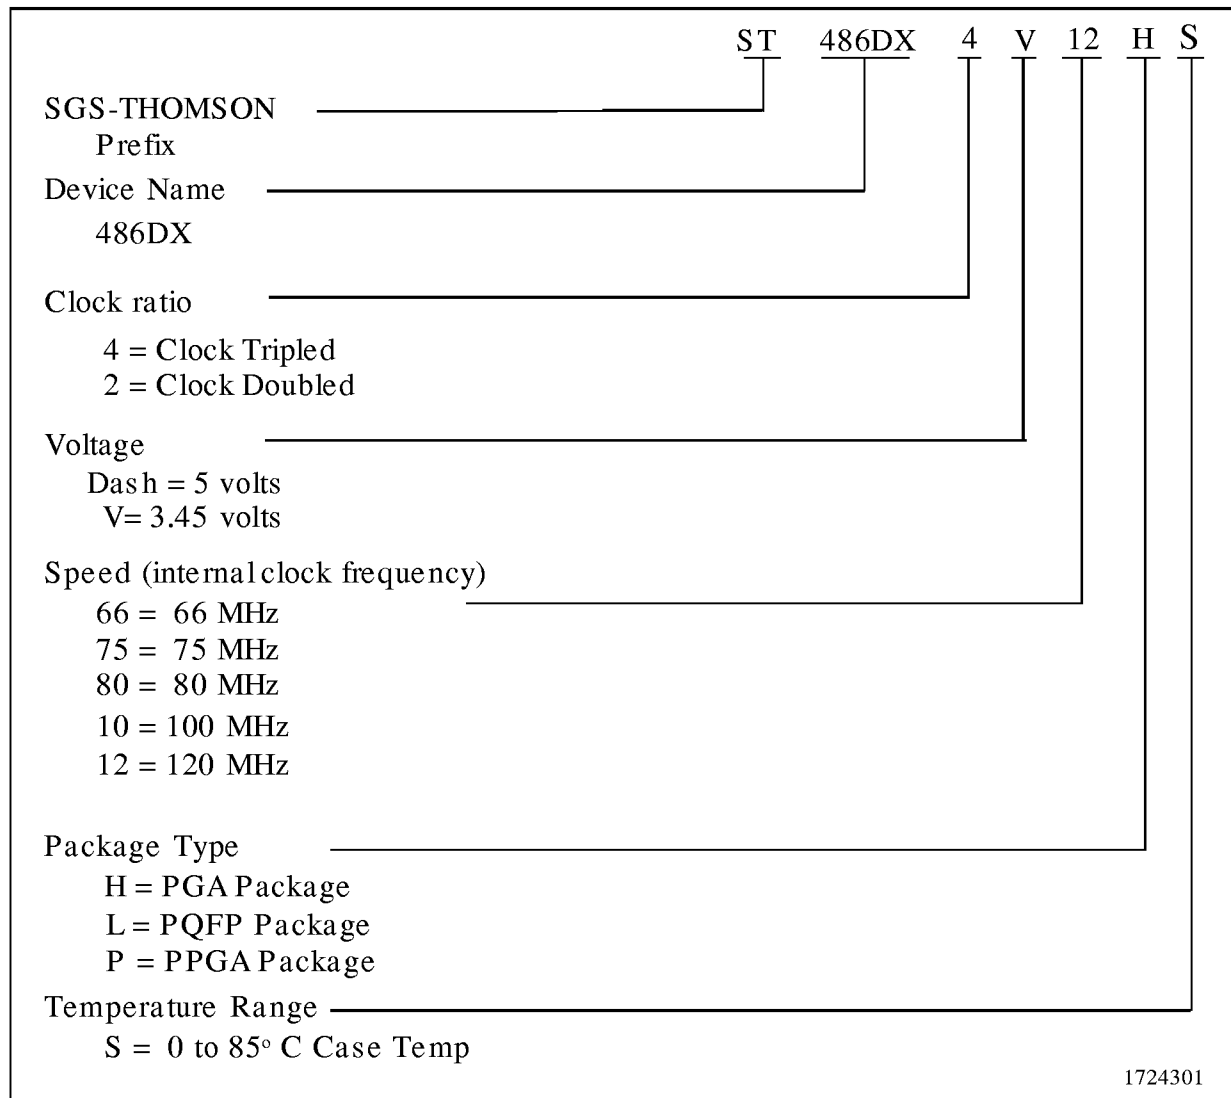 ST 486DX 4 V 12 H S
SGS-THOMSON
Prefix
Device Name
486DX
Clock ratio
4 = Clock Tripled
2 = Clock Doubled
Voltage
Dash = 5 volts
V= 3.45 volts
Speed (internal clock frequency)
66 = 66 MHz
75 = 75 MHz
80 = 80 MHz
10 = 100 MHz
12 = 120 MHz
Package Type
H = PGA Package
L = PQFP Package
P = PPGA Package
Temperature Range
S = 0 to 85° C Case Temp
1724301